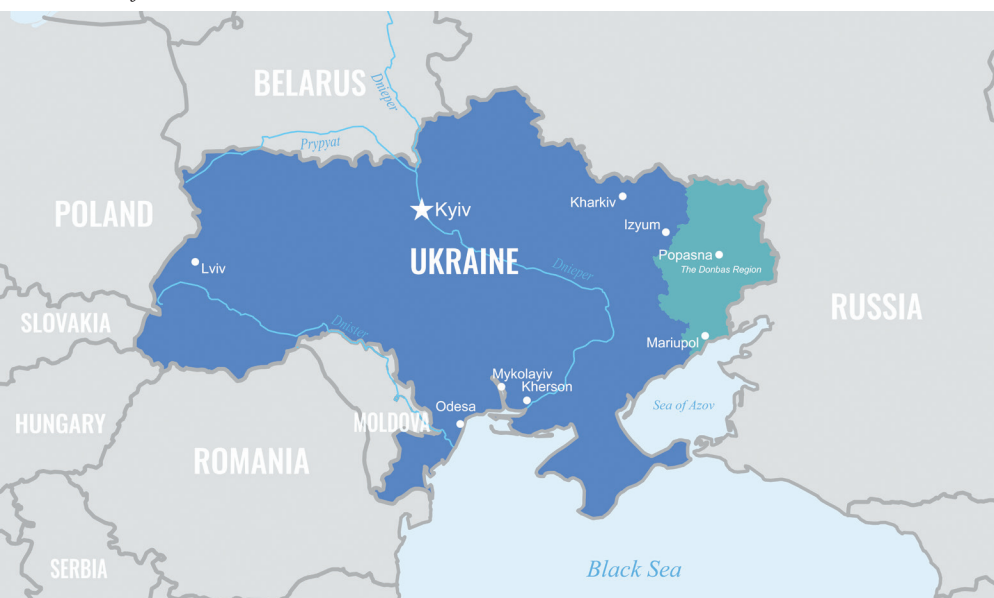 BELARUS
Dnieper
Prypyat
POLAND
Kyiv
Kharkiv
Izyum
UKRAINE
Popasna
The Donbas Region
Lviv
Dnieper
RUSSIA
SLOVAKIA
Dnister
Mariupol
Mykolayiv
Kherson
Odesa
Sea of Azov
HUNGARY
MOLDOVA
ROMANIA
SERBIA
Black Sea